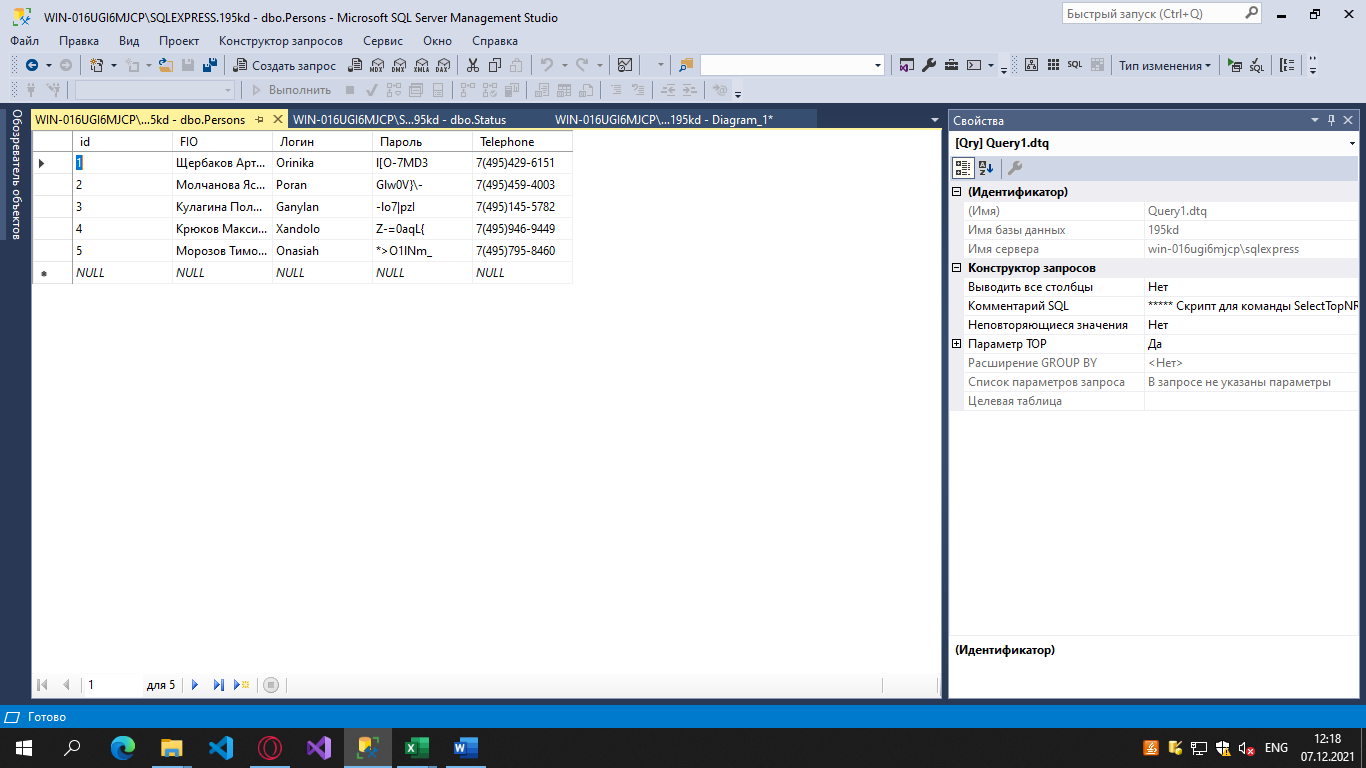 WIN-016UGI6MJCP\SQLEXPRESS.195kd - dbo.Persons - Microsoft SQL Server Management Studio
Быстрый запуск (Ctrl+Q)
Файл Правка Вид Проект Конструктор запросов Сервис Окно Справка
Создать запрос MDX DMX XMLA DAX SQL Тип изменения SQL
Выполнить
Обозреватель объектов
WIN-016UGI6MJCP\...5kd - dbo.Persons WIN-016UGI6MJCP\S...95kd - dbo.Status WIN-016UGI6MJCP\...195kd - Diagram_1*
id FIO Логин Пароль Telephone
1 Щербаков Арт... Orinika I[O-7MD3 7(495)429-6151
2 Молчанова Яс... Poran GIw0V}\- 7(495)459-4003
3 Кулагина Пол... Ganylan -Io7|pzI 7(495)145-5782
4 Крюков Макси... Xandolo Z-=0aqL{ 7(495)946-9449
5 Морозов Тимо... Onasiah *>O1INm_ 7(495)795-8460
NULL NULL NULL NULL NULL
1 для 5
Свойства
[Qry] Query1.dtq
(Идентификатор)
(Имя) Query1.dtq
Имя базы данных 195kd
Имя сервера win-016ugi6mjcp\sqlexpress
Конструктор запросов
Выводить все столбцы Нет
Комментарий SQL ***** Скрипт для команды SelectTopNR
Неповторяющиеся значения Нет
Параметр TOP Да
Расширение GROUP BY <Нет>
Список параметров запроса В запросе не указаны параметры
Целевая таблица
(Идентификатор)
Готово
ENG
12:18
07.12.2021